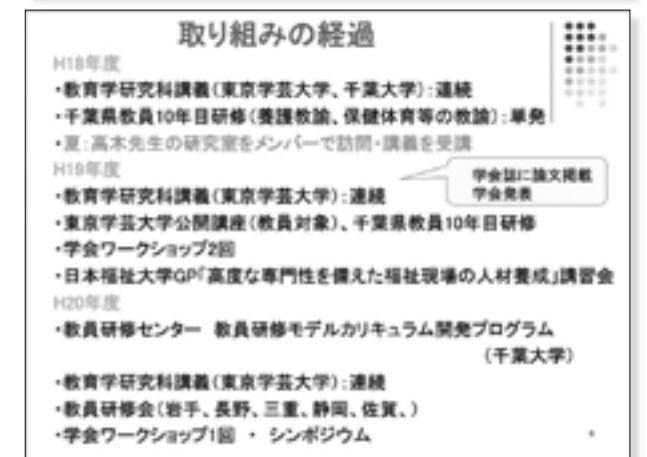 取り組みの経過
H18年度
・教育学研究科講義(東京学芸大学、千葉大学):連続
・千葉県教員10年目研修(養護教諭、保健体育等の教諭):単発
・夏:高木先生の研究室をメンバーで訪問・講義を受講
H19年度
学会誌に論文掲載
学会発表
・教育学研究科講義(東京学芸大学):連続
・東京学芸大学公開講座(教員対象)、千葉県教員10年目研修
・学会ワークショップ2回
・日本福祉大学GP「高度な専門性を備えた福祉現場の人材養成」講習会
H20年度
・教員研修センター 教員研修モデルカリキュラム開発プログラム
(千葉大学)
・教育学研究科講義(東京学芸大学):連続
・教員研修会(岩手、長野、三重、静岡、佐賀、)
・学会ワークショップ1回 ・ シンポジウム